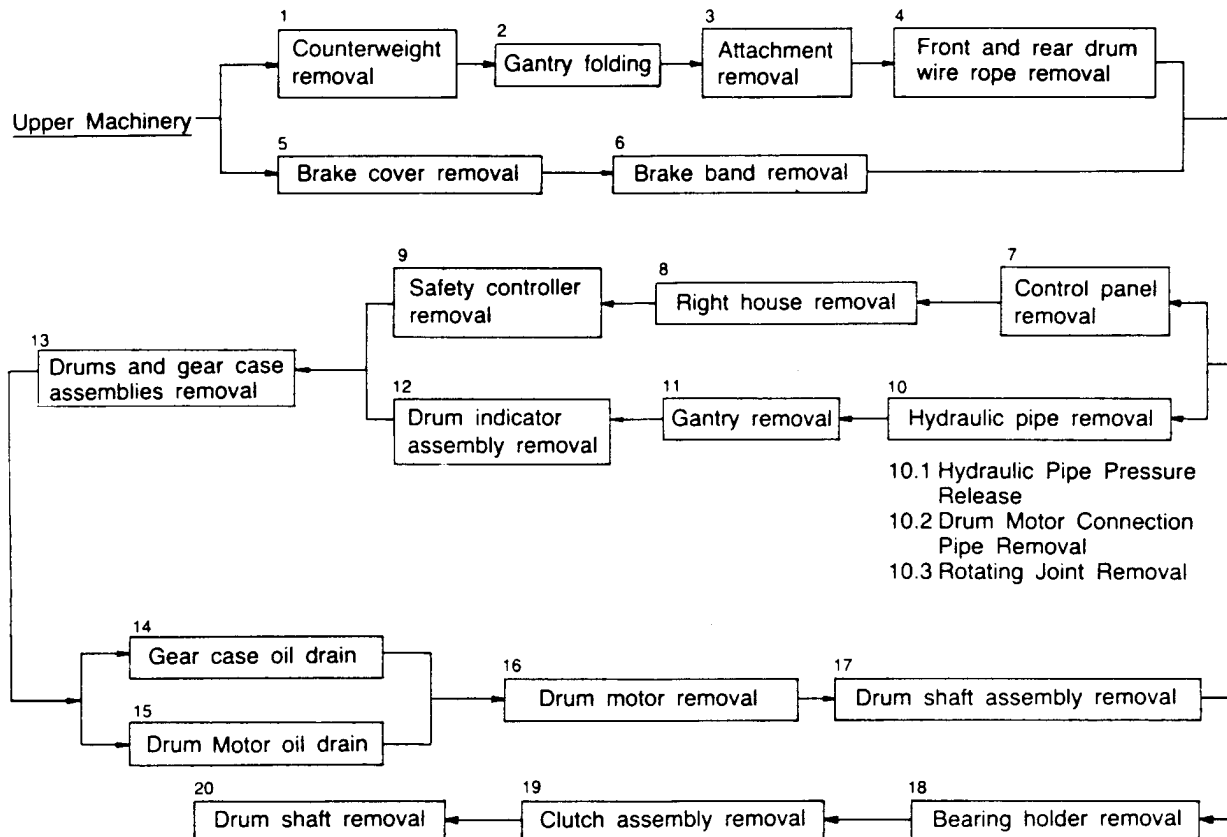 1
Counterweight
removal
2
Gantry folding
3
Attachment
removal
4
Front and rear drum
wire rope removal
Upper Machinery
5
Brake cover removal
6
Brake band removal
7
Control panel
removal
8
Right house removal
9
Safety controller
removal
10
Hydraulic pipe removal
10.1 Hydraulic Pipe Pressure
Release
10.2 Drum Motor Connection
Pipe Removal
10.3 Rotating Joint Removal
11
Gantry removal
12
Drum indicator
assembly removal
13
Drums and gear case
assemblies removal
14
Gear case oil drain
15
Drum Motor oil drain
16
Drum motor removal
17
Drum shaft assembly removal
18
Bearing holder removal
19
Clutch assembly removal
20
Drum shaft removal